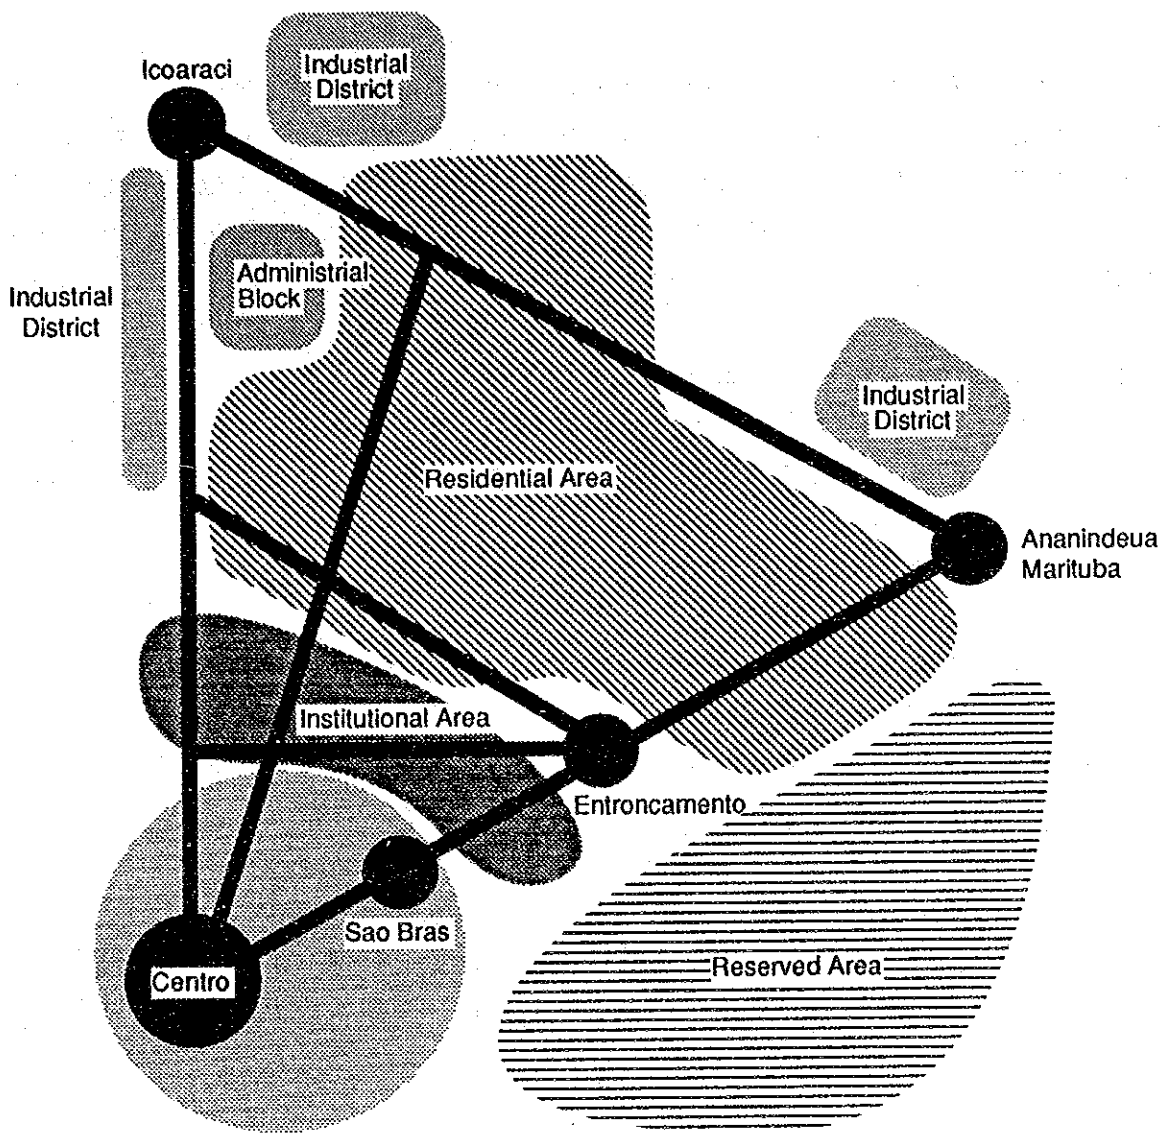 Icoaraci
Industrial
District
Administrial
Block
Industrial
District
Industrial
District
Residential Area
Ananindeua
Marituba
Institutional Area
Entroncamento
Sao Bras
Reserved Area
Centro